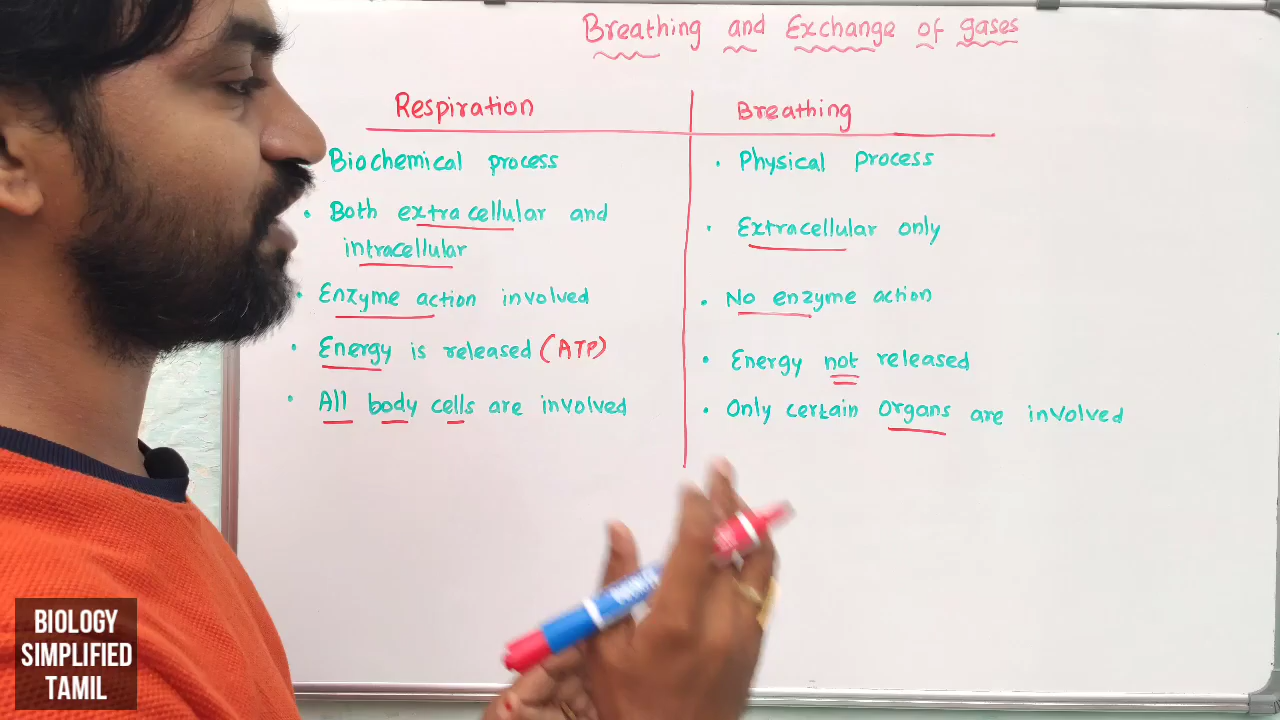 Breathing and Exchange of gases
Respiration
Biochemical process
• Both extracellular and
intracellular
• Enzyme action involved
• Energy is released (ATP)
• All body cells are involved
Breathing
• Physical process
• Extracellular only
• No enzyme action
• Energy not released
• Only certain organs are involved
BIOLOGY
SIMPLIFIED
TAMIL